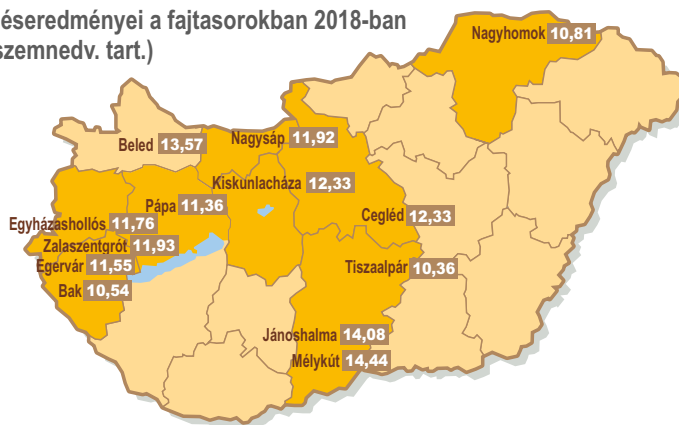 éseredményei a fajtasorokban 2018-ban
szemnedv. tart.)
Nagyhomok 10,81
Beled 13,57
Nagysáp 11,92
Kiskunlacháza 12,33
Pápa 11,36
Cegléd 12,33
Egyházashollós 11,76
Zalaszentgrót 11,93
Egervár 11,55
Tiszaalpár 10,36
Bak 10,54
Jánoshalma 14,08
Mélykút 14,44